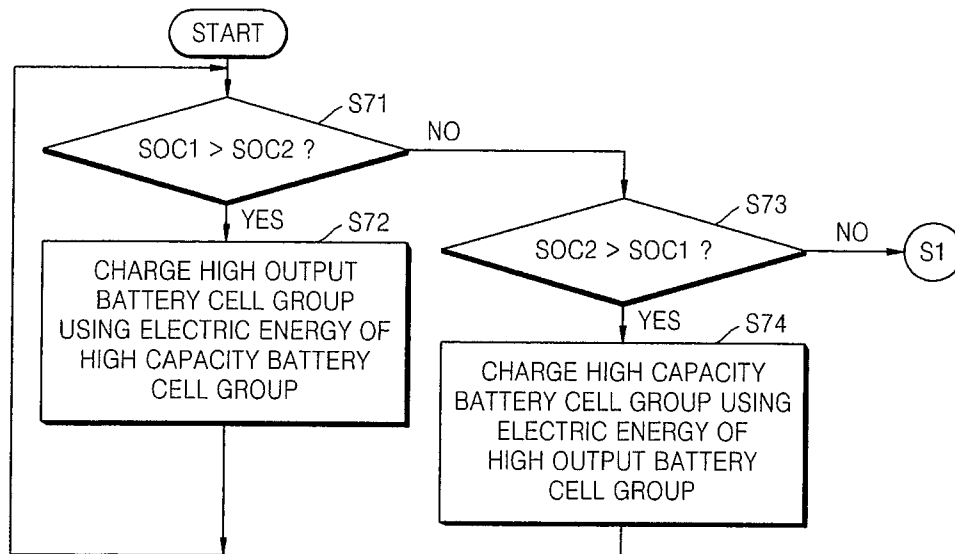 START
S71
SOC1 > SOC2 ?
NO
YES
S72
CHARGE HIGH OUTPUT
BATTERY CELL GROUP
USING ELECTRIC ENERGY OF
HIGH CAPACITY BATTERY
CELL GROUP
S73
SOC2 > SOC1 ?
NO
S1
YES
S74
CHARGE HIGH CAPACITY
BATTERY CELL GROUP USING
ELECTRIC ENERGY OF
HIGH OUTPUT BATTERY
CELL GROUP